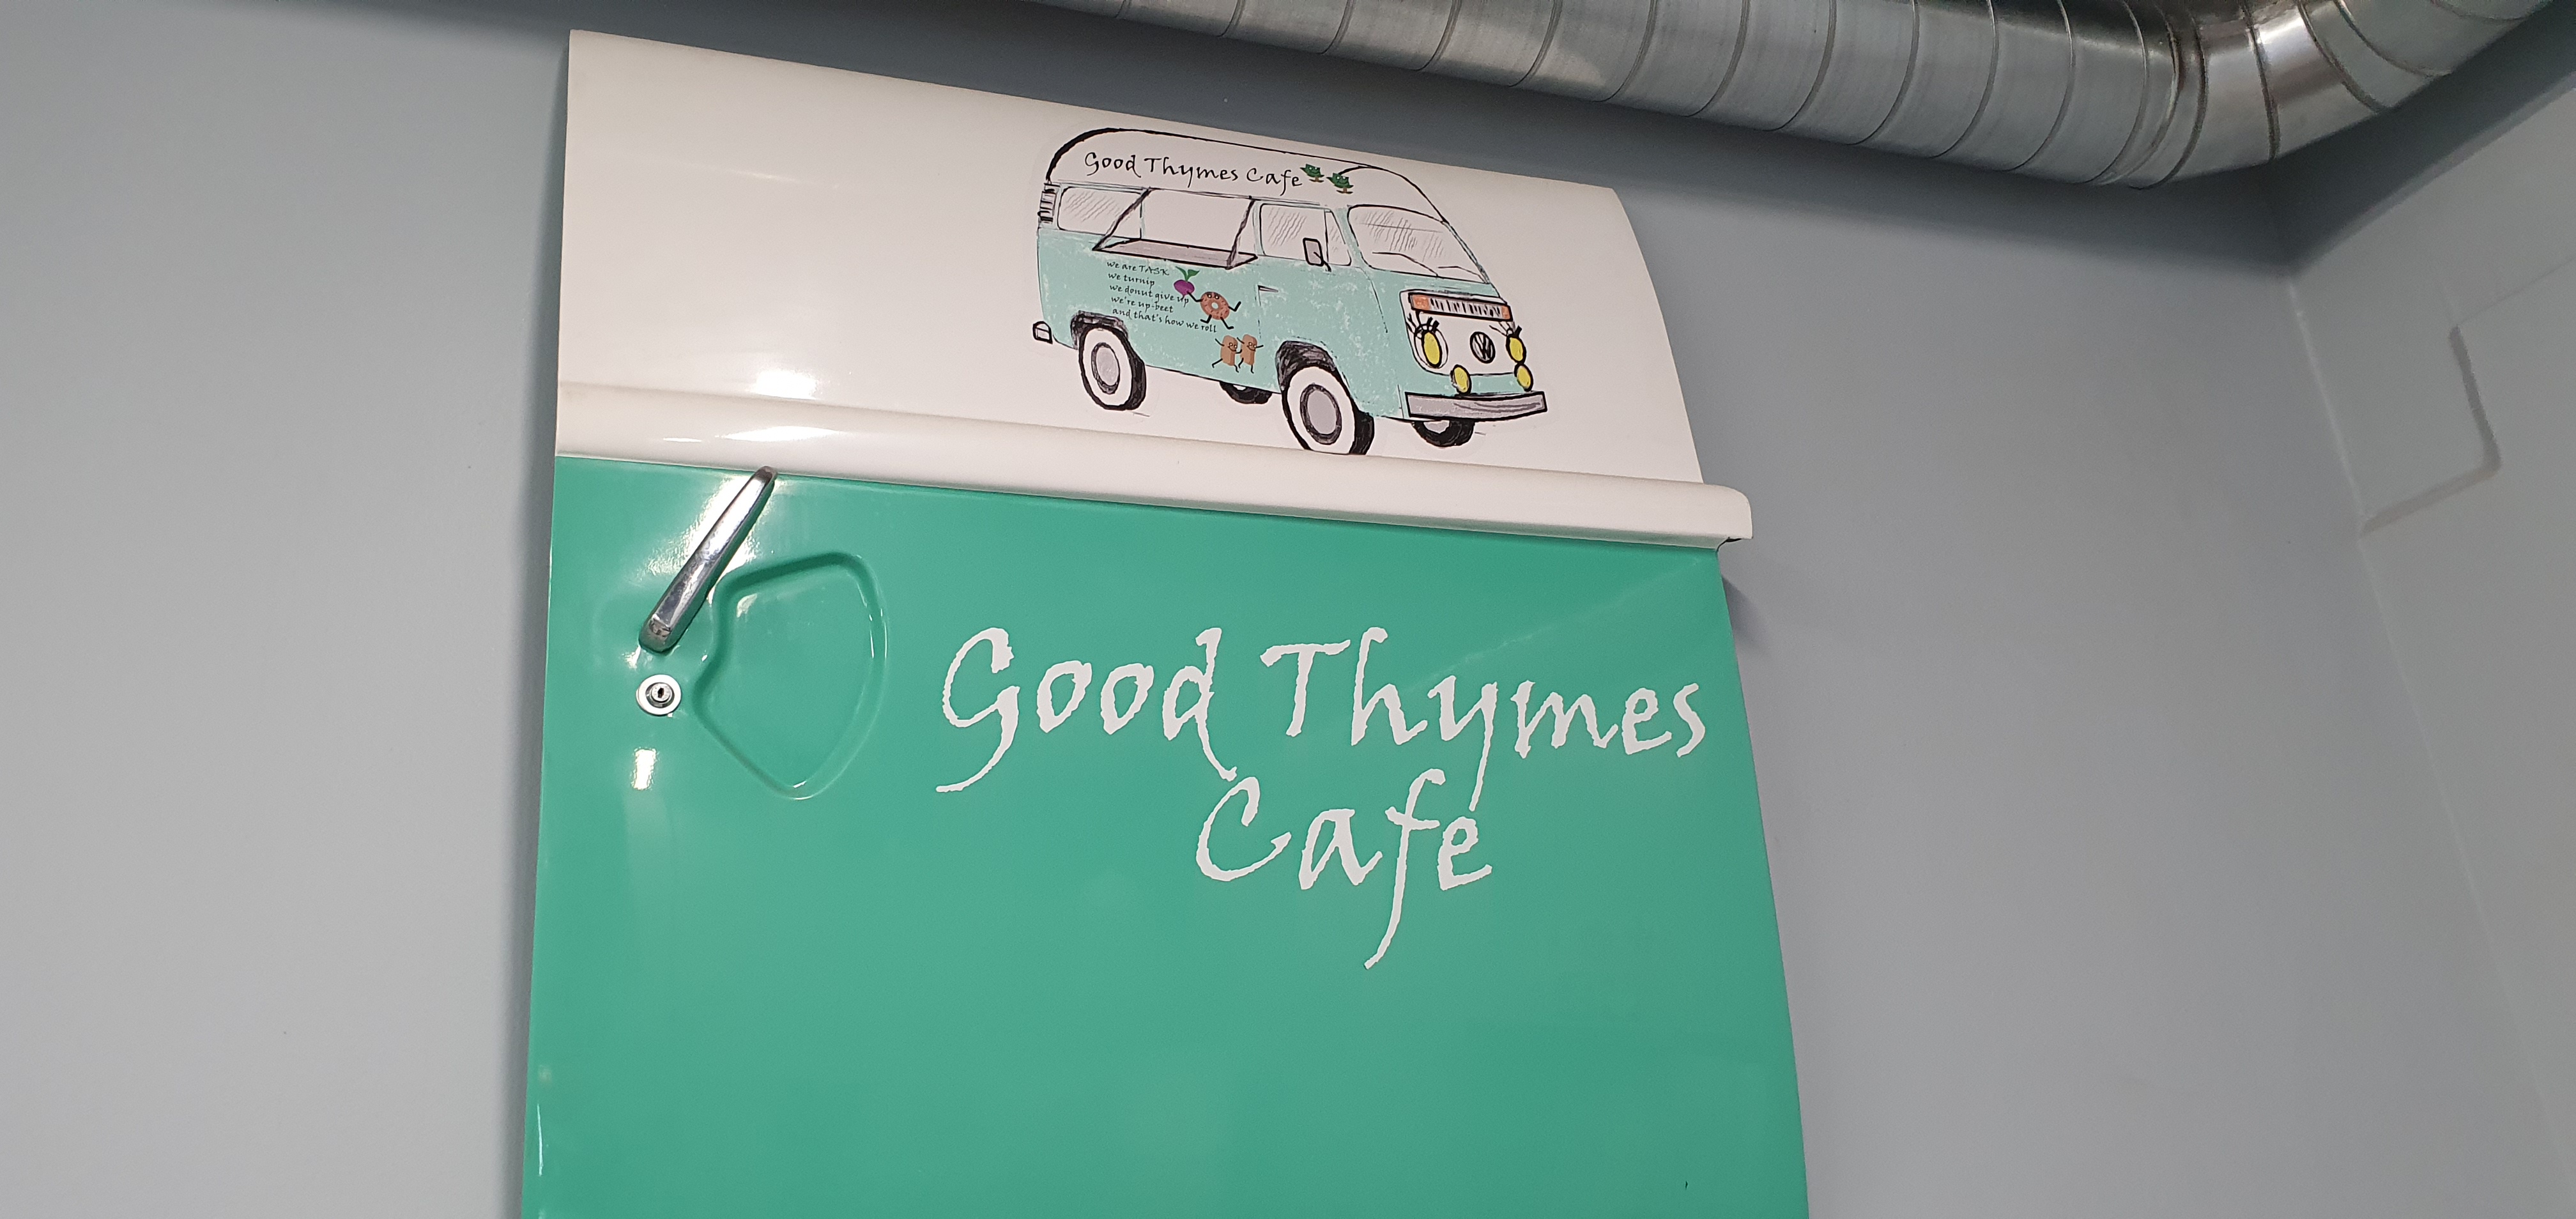 Good Thymes Cafe
we are TASK
we turnip
we donut give up
we're up-beet
and that's how we roll
VW
Good Thymes
Cafe